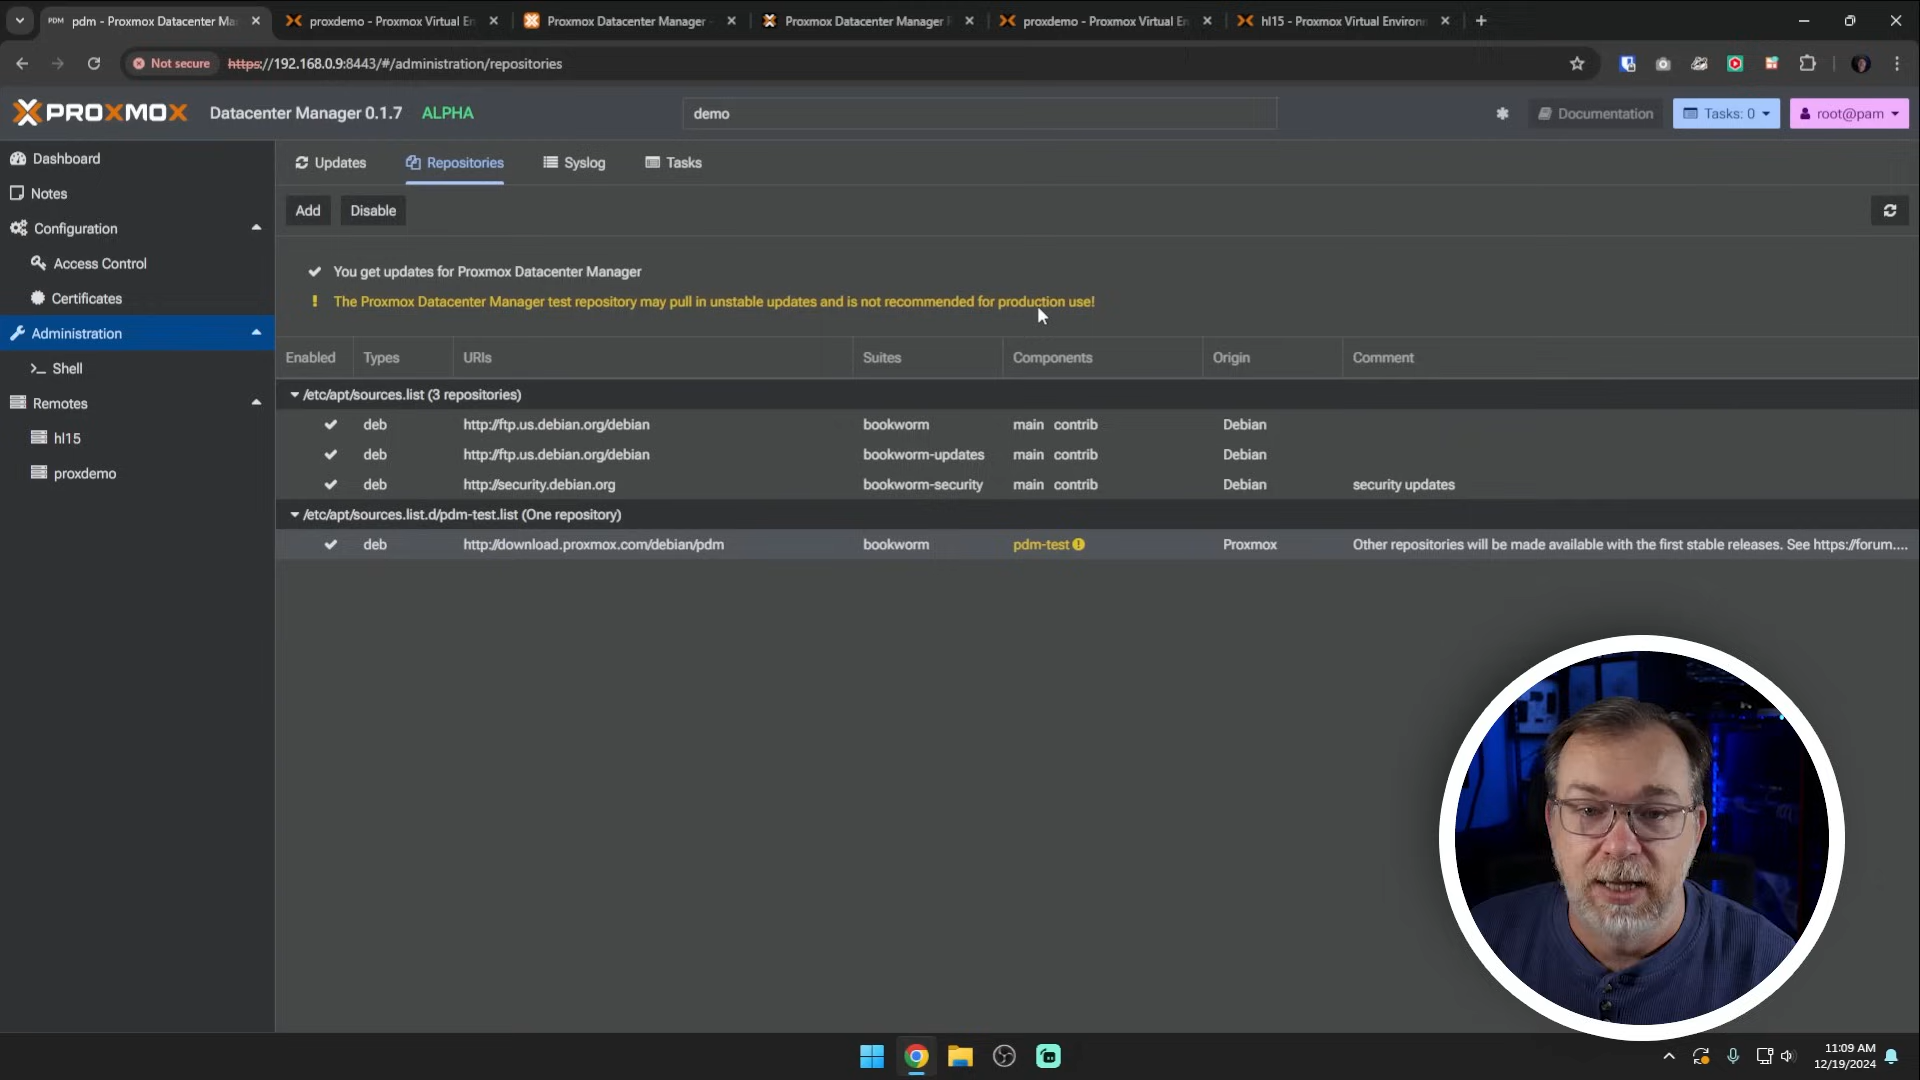 PDM pdm - Proxmox Datacenter Ma
proxdemo - Proxmox Virtual En
Proxmox Datacenter Manager -
Proxmox Datacenter Manager
proxdemo - Proxmox Virtual En
hl15 - Proxmox Virtual Environ
Not secure https://192.168.0.9:8443/#/administration/repositories
PROXMOX Datacenter Manager 0.1.7 ALPHA
demo
Documentation
Tasks: 0
root@pam
Dashboard
Notes
Configuration
Access Control
Certificates
Administration
>_ Shell
Remotes
hl15
proxdemo
Updates Repositories Syslog Tasks
Add Disable
You get updates for Proxmox Datacenter Manager
! The Proxmox Datacenter Manager test repository may pull in unstable updates and is not recommended for production use!
Enabled Types URIs Suites Components Origin Comment
/etc/apt/sources.list (3 repositories)
deb http://ftp.us.debian.org/debian bookworm main contrib Debian
deb http://ftp.us.debian.org/debian bookworm-updates main contrib Debian
deb http://security.debian.org bookworm-security main contrib Debian security updates
/etc/apt/sources.list.d/pdm-test.list (One repository)
deb http://download.proxmox.com/debian/pdm bookworm pdm-test Proxmox Other repositories will be made available with the first stable releases. See https://forum....
11:09 AM
12/19/2024